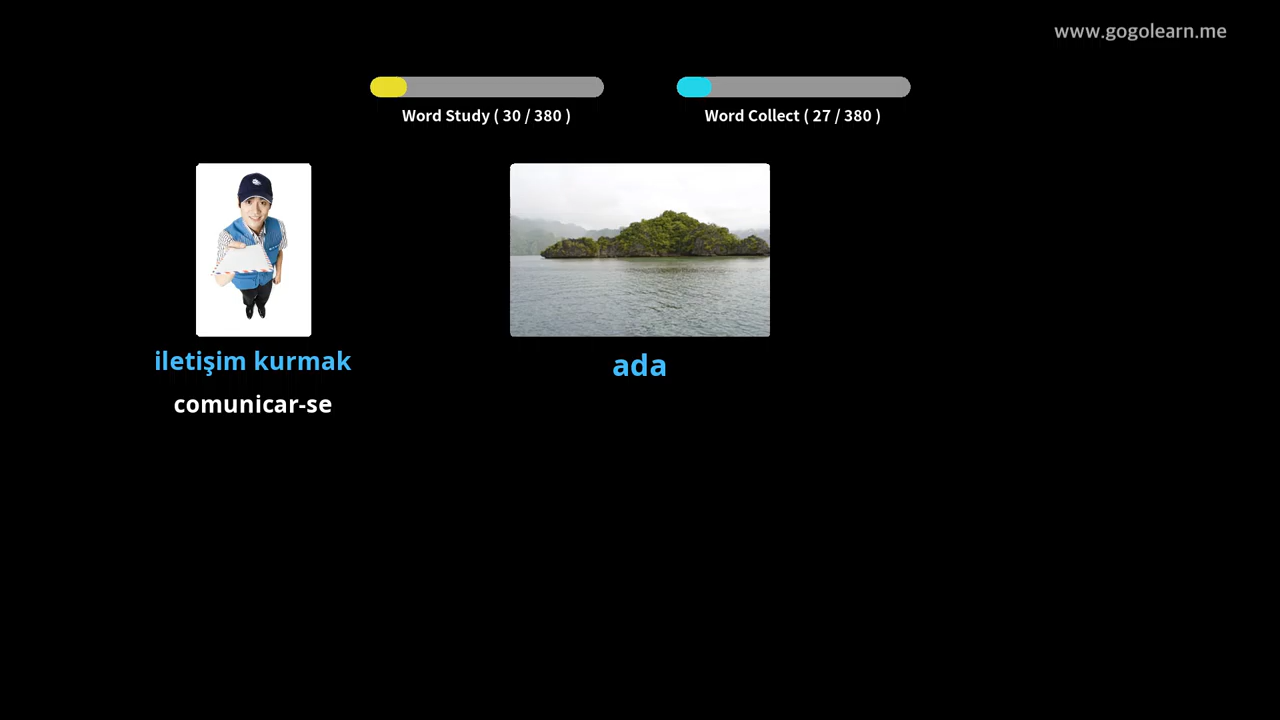 www.gogolearn.me
Word Study ( 30 / 380 )
Word Collect ( 27 / 380 )
iletişim kurmak
comunicar-se
ada